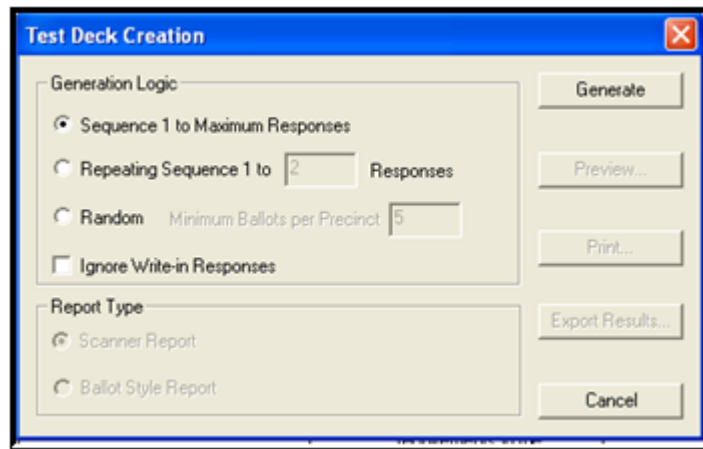 Test Deck Creation
Generation Logic
Sequence 1 to Maximum Responses
Repeating Sequence 1 to 2 Responses
Random Minimum Ballots per Precinct 5
Ignore Write-in Responses
Report Type
Scanner Report
Ballot Style Report
Generate
Preview...
Print...
Export Results...
Cancel